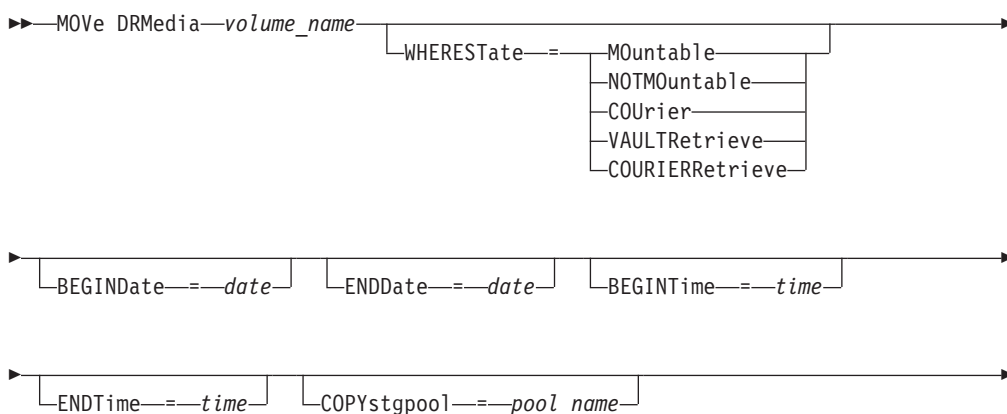 MOVe DRMedia volume_name
WHERESTate = MOuntable
NOTMOuntable
COUrier
VAULTRetrieve
COURIERRetrieve
BEGINDate = date ENDDate = date BEGINTime = time
ENDTime = time COPYstgpool = pool name